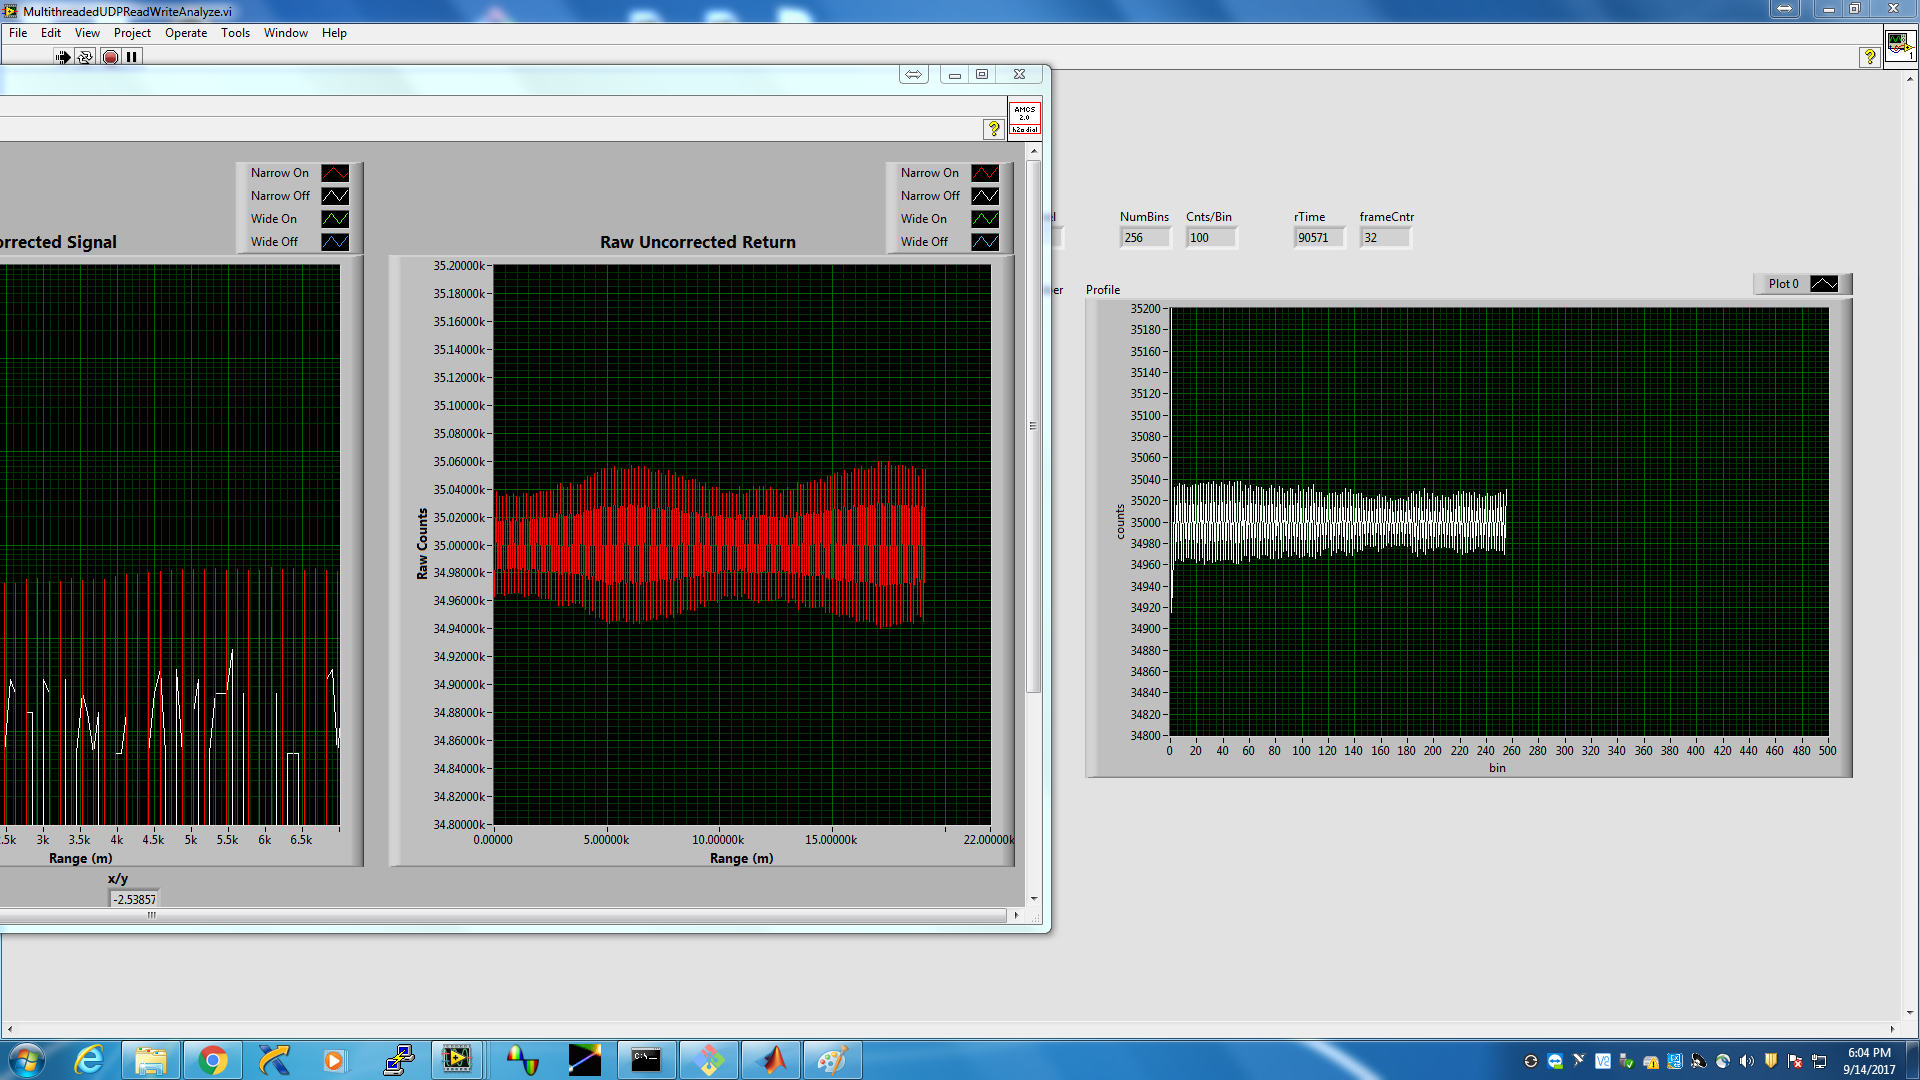 MultithreadedUDPReadWriteAnalyze.vi
File Edit View Project Operate Tools Window Help
AMCS
2.0
h2o dial
Narrow On
Narrow Off
Wide On
Wide Off
orrected Signal
Narrow On
Narrow Off
Wide On
Wide Off
Raw Uncorrected Return
35.20000k
35.18000k
35.16000k
35.14000k
35.12000k
35.10000k
35.08000k
35.06000k
35.04000k
35.02000k
35.00000k
34.98000k
34.96000k
34.94000k
34.92000k
34.90000k
34.88000k
34.86000k
34.84000k
34.82000k
34.80000k
Raw Counts
0.00000 5.00000k 10.00000k 15.00000k 22.00000k
Range (m)
.5k 3k 3.5k 4k 4.5k 5k 5.5k 6k 6.5k
Range (m)
x/y
-2.53857
el
NumBins Cnts/Bin rTime frameCntr
256 100 90571 32
er
Profile
Plot 0
35200
35180
35160
35140
35120
35100
35080
35060
35040
35020
35000
34980
34960
34940
34920
34900
34880
34860
34840
34820
34800
counts
0 20 40 60 80 100 120 140 160 180 200 220 240 260 280 300 320 340 360 380 400 420 440 460 480 500
bin
C:\
6:04 PM
9/14/2017